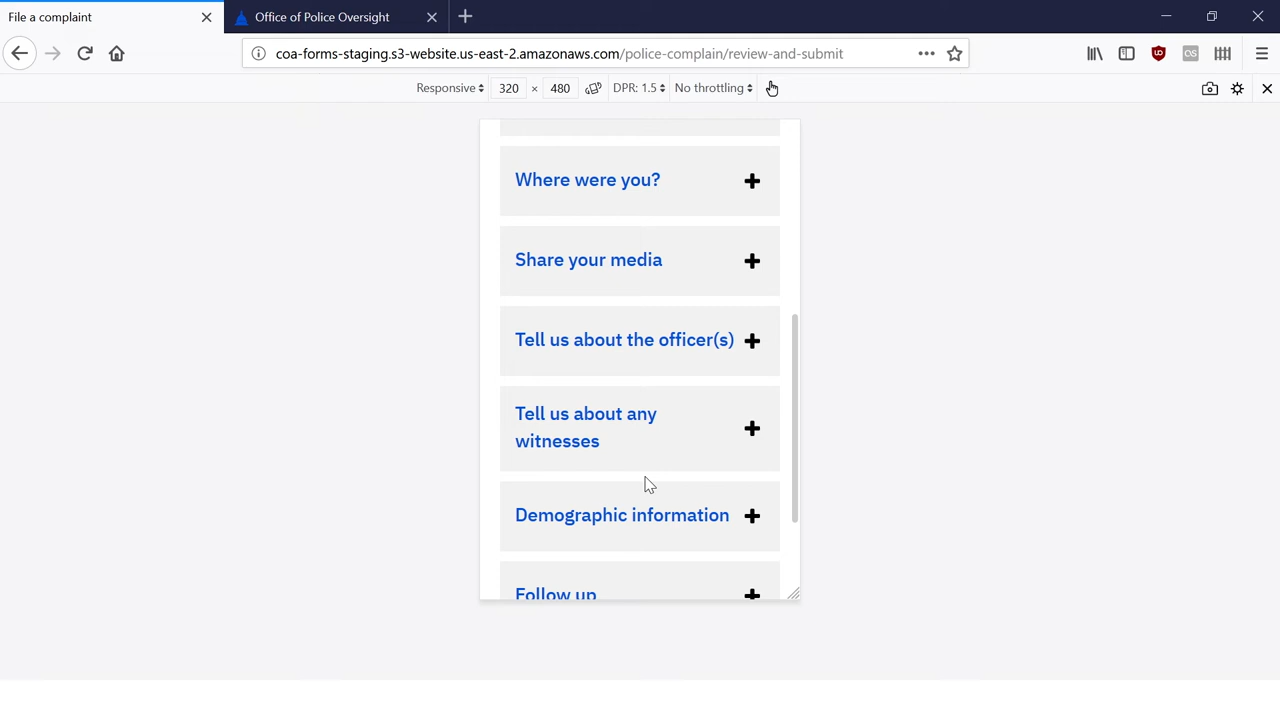 File a complaint
Office of Police Oversight
coa-forms-staging.s3-website.us-east-2.amazonaws.com/police-complain/review-and-submit
Responsive 320 × 480 DPR: 1.5 No throttling
Where were you?
Share your media
Tell us about the officer(s)
Tell us about any
witnesses
Demographic information
Follow up